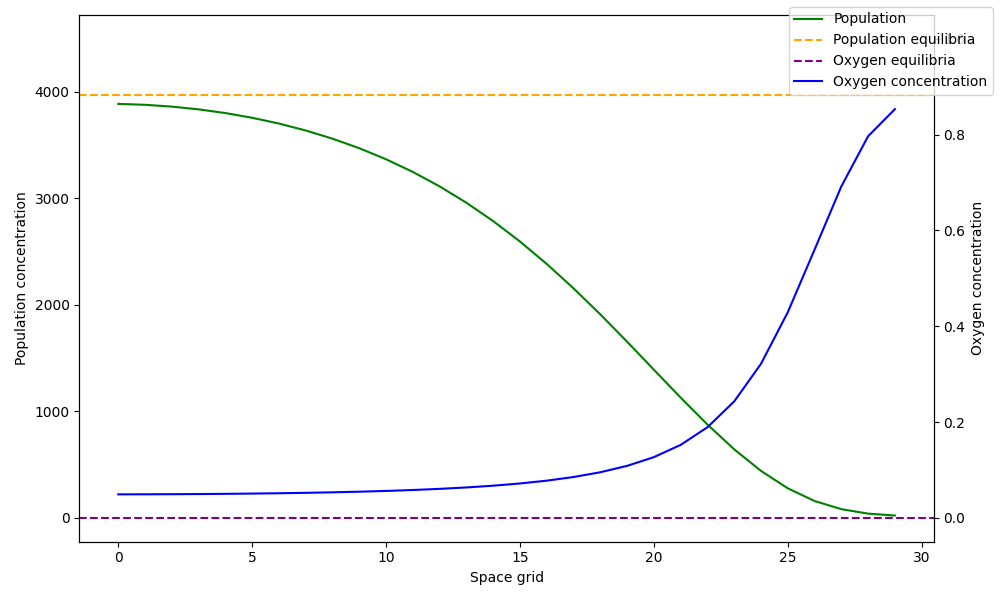 Population
Population equilibria
Oxygen equilibria
Oxygen concentration
Population concentration
4000
3000
2000
1000
0
0.8
0.6
0.4
0.2
0.0
Oxygen concentration
0 5 10 15 20 25 30
Space grid